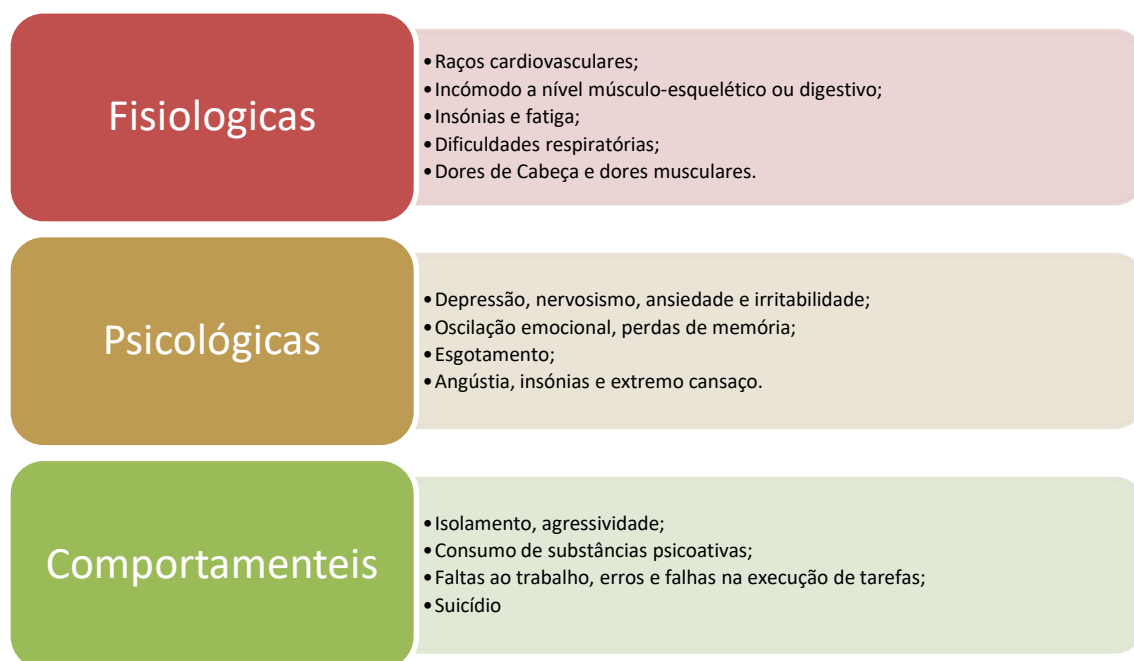 Fisiologicas
•Raços cardiovasculares;
•Incómodo a nível músculo-esquelético ou digestivo;
•Insónias e fatiga;
•Dificuldades respiratórias;
•Dores de Cabeça e dores musculares.
Psicológicas
•Depressão, nervosismo, ansiedade e irritabilidade;
•Oscilação emocional, perdas de memória;
•Esgotamento;
•Angústia, insónias e extremo cansaço.
Comportamenteis
•Isolamento, agressividade;
•Consumo de substâncias psicoativas;
•Faltas ao trabalho, erros e falhas na execução de tarefas;
•Suicídio